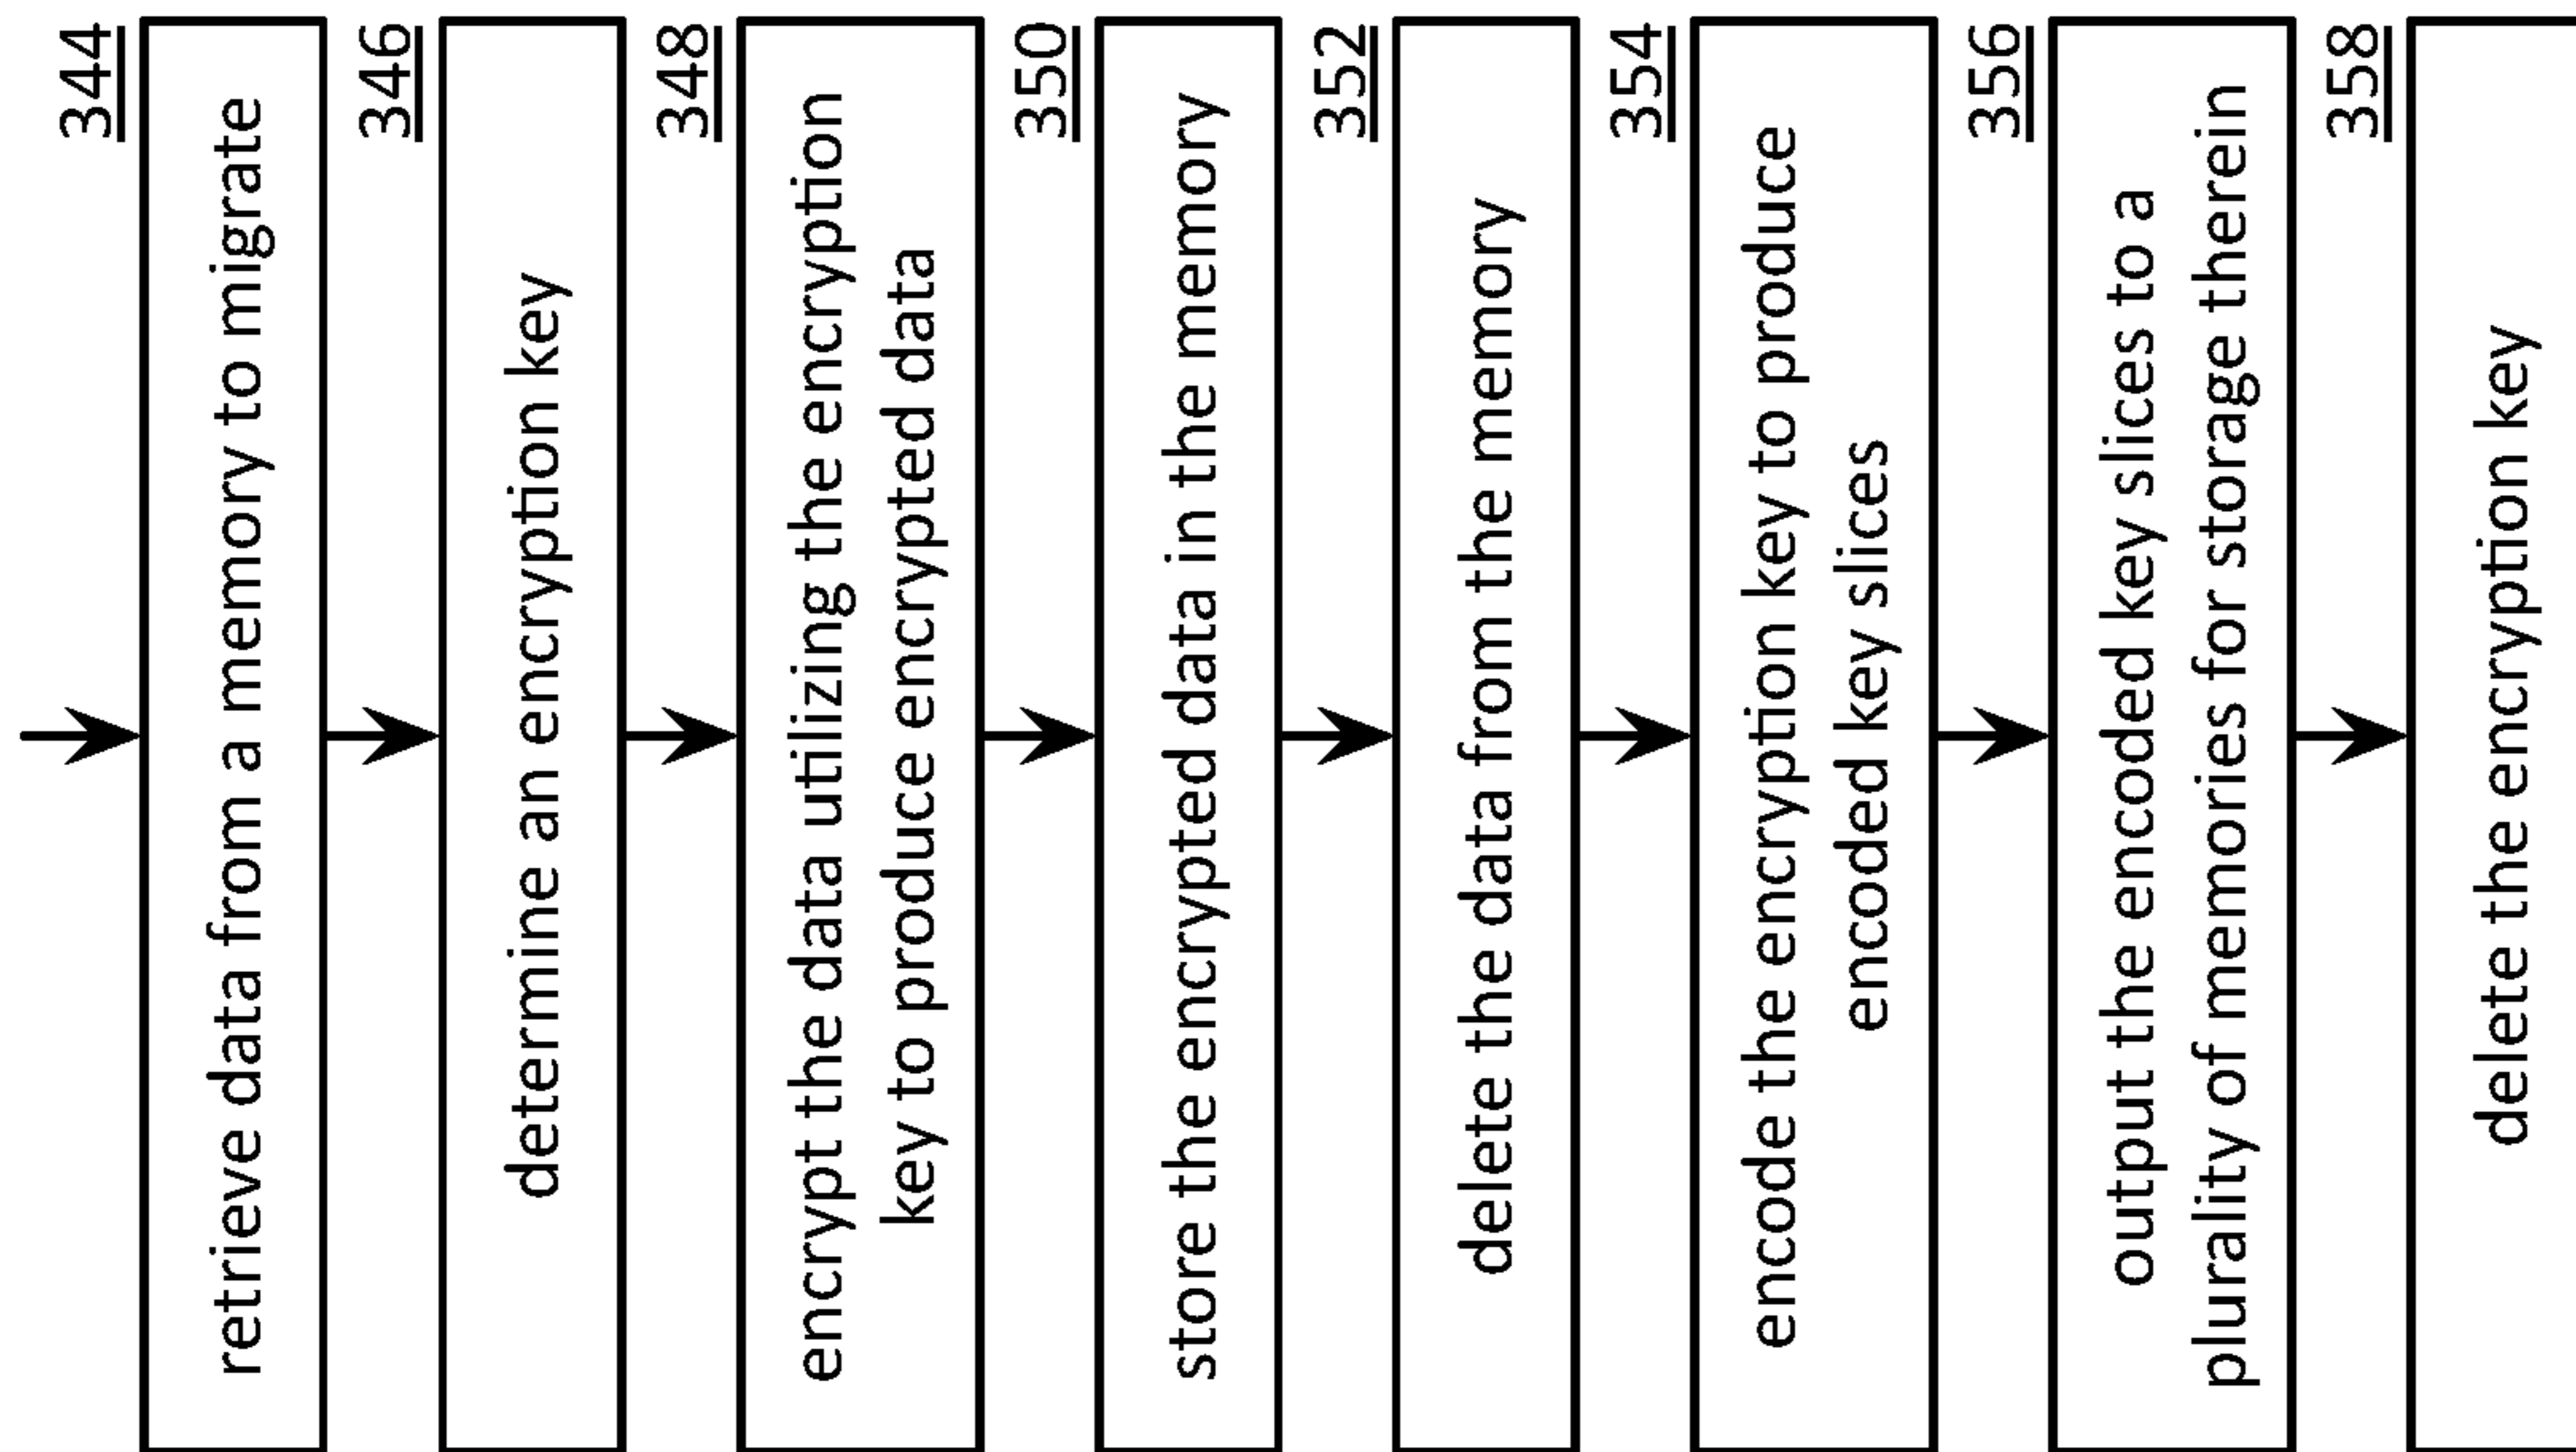 344
retrieve data from a memory to migrate
346
determine an encryption key
348
encrypt the data utilizing the encryption
key to produce encrypted data
350
store the encrypted data in the memory
352
delete the data from the memory
354
encode the encryption key to produce
encoded key slices
356
output the encoded key slices to a
plurality of memories for storage therein
358
delete the encryption key